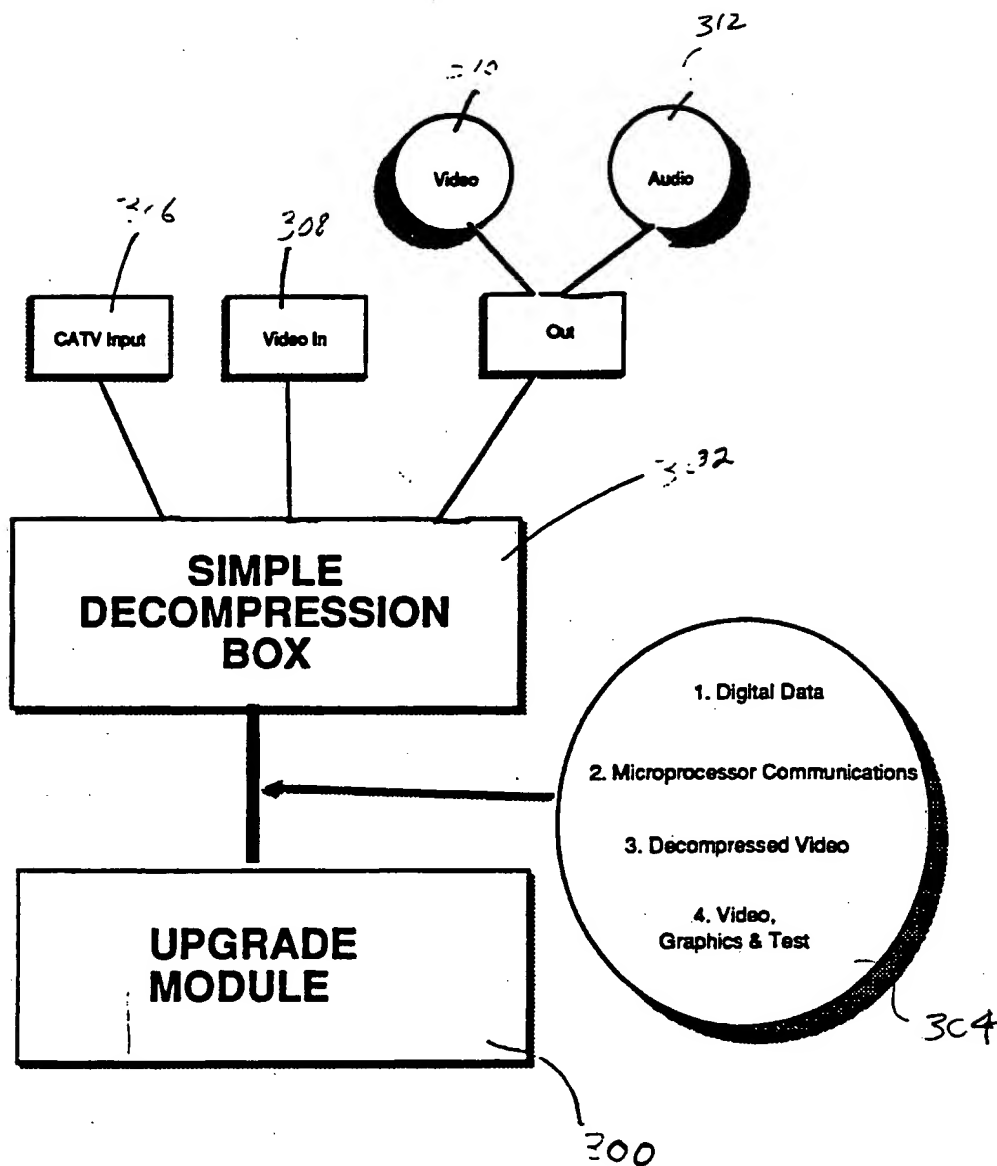 312
Video
Audio
308
CATV Input
Video In
Out
SIMPLE
DECOMPRESSION
BOX
1. Digital Data
2. Microprocessor Communications
3. Decompressed Video
4. Video,
Graphics & Test
UPGRADE
MODULE
304
300